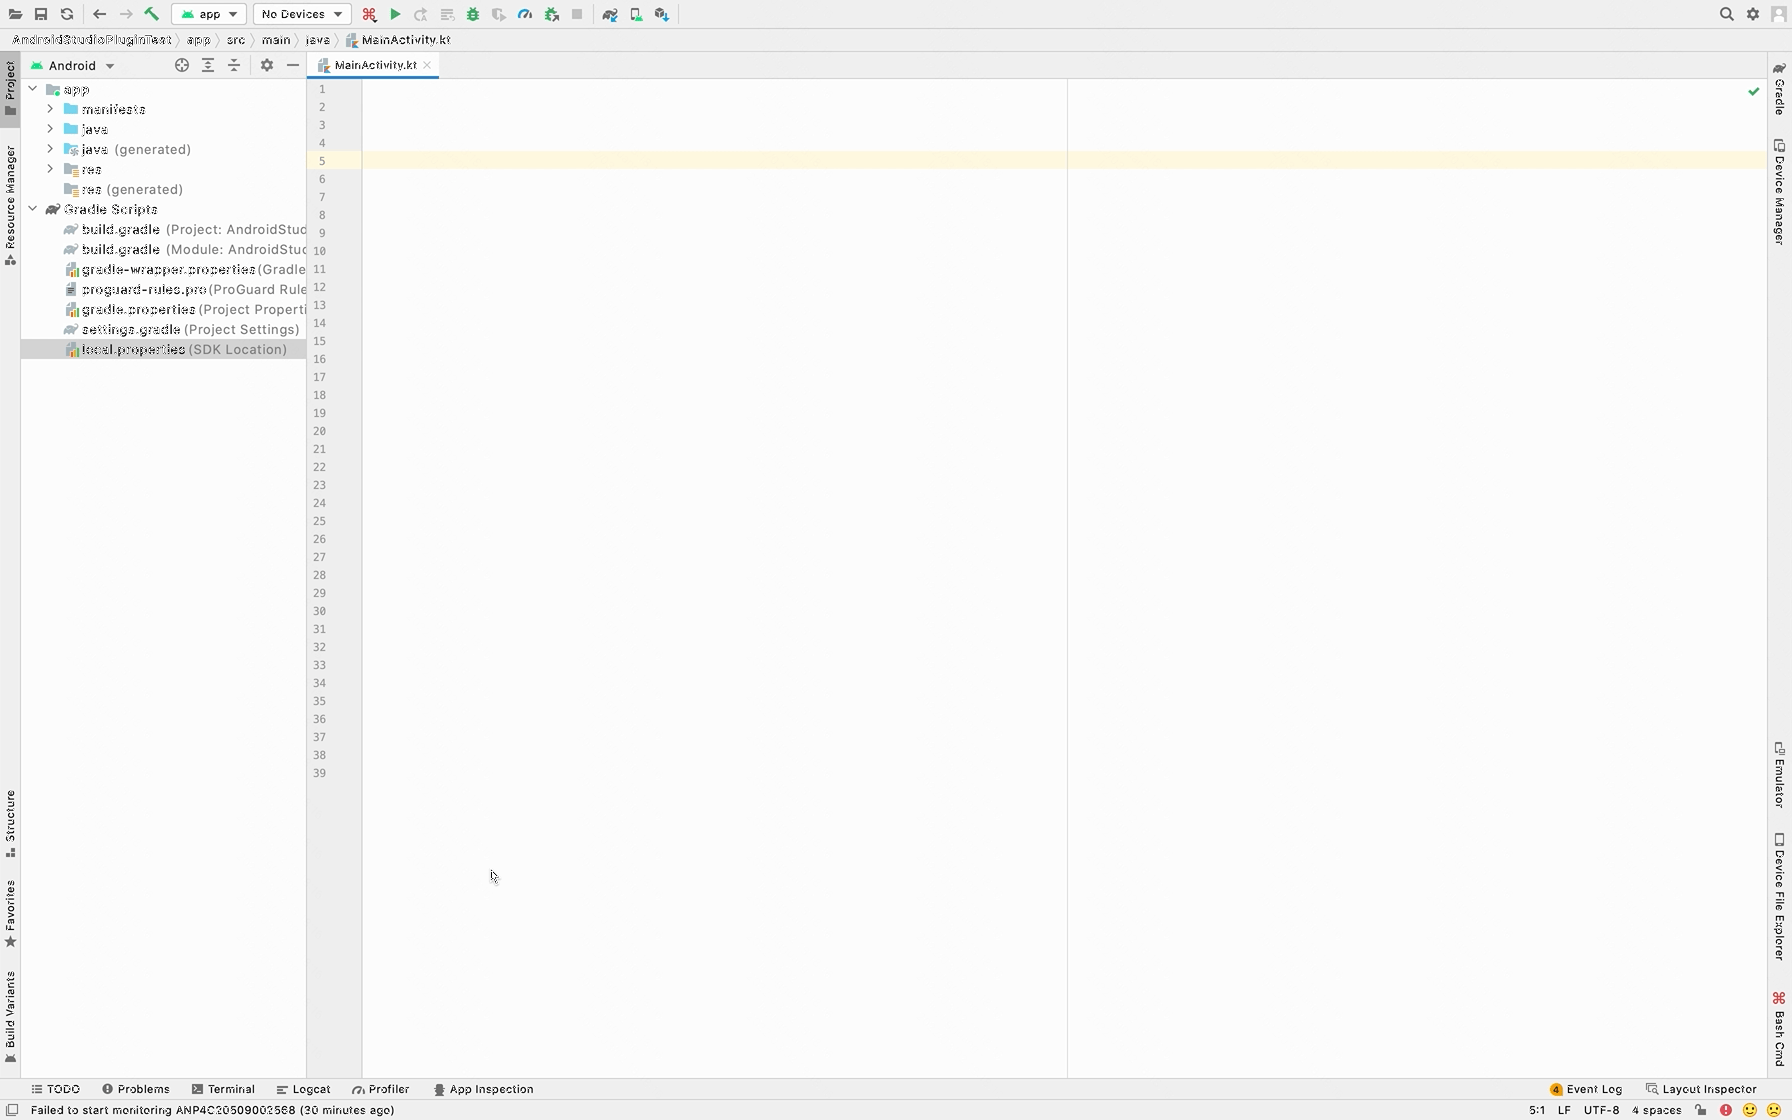 app
No Devices
AndroidStudioPluginTest app src main java MainActivity.kt
Project
Android
MainActivity.kt
app
manifests
java
java (generated)
res
res (generated)
Gradle Scripts
build.gradle (Project: AndroidStud
build.gradle (Module: AndroidStud
gradle-wrapper.properties (Gradle
proguard-rules.pro (ProGuard Rule
gradle.properties (Project Properti
settings.gradle (Project Settings)
local.properties (SDK Location)
Resource Manager
Structure
Favorites
Build Variants
1
2
3
4
5
6
7
8
9
10
11
12
13
14
15
16
17
18
19
20
21
22
23
24
25
26
27
28
29
30
31
32
33
34
35
36
37
38
39
Gradle
Device Manager
Emulator
Device File Explorer
Bash Cmd
TODO Problems Terminal Logcat Profiler App Inspection
4 Event Log Layout Inspector
Failed to start monitoring ANP4C20509002568 (30 minutes ago)
5:1 LF UTF-8 4 spaces